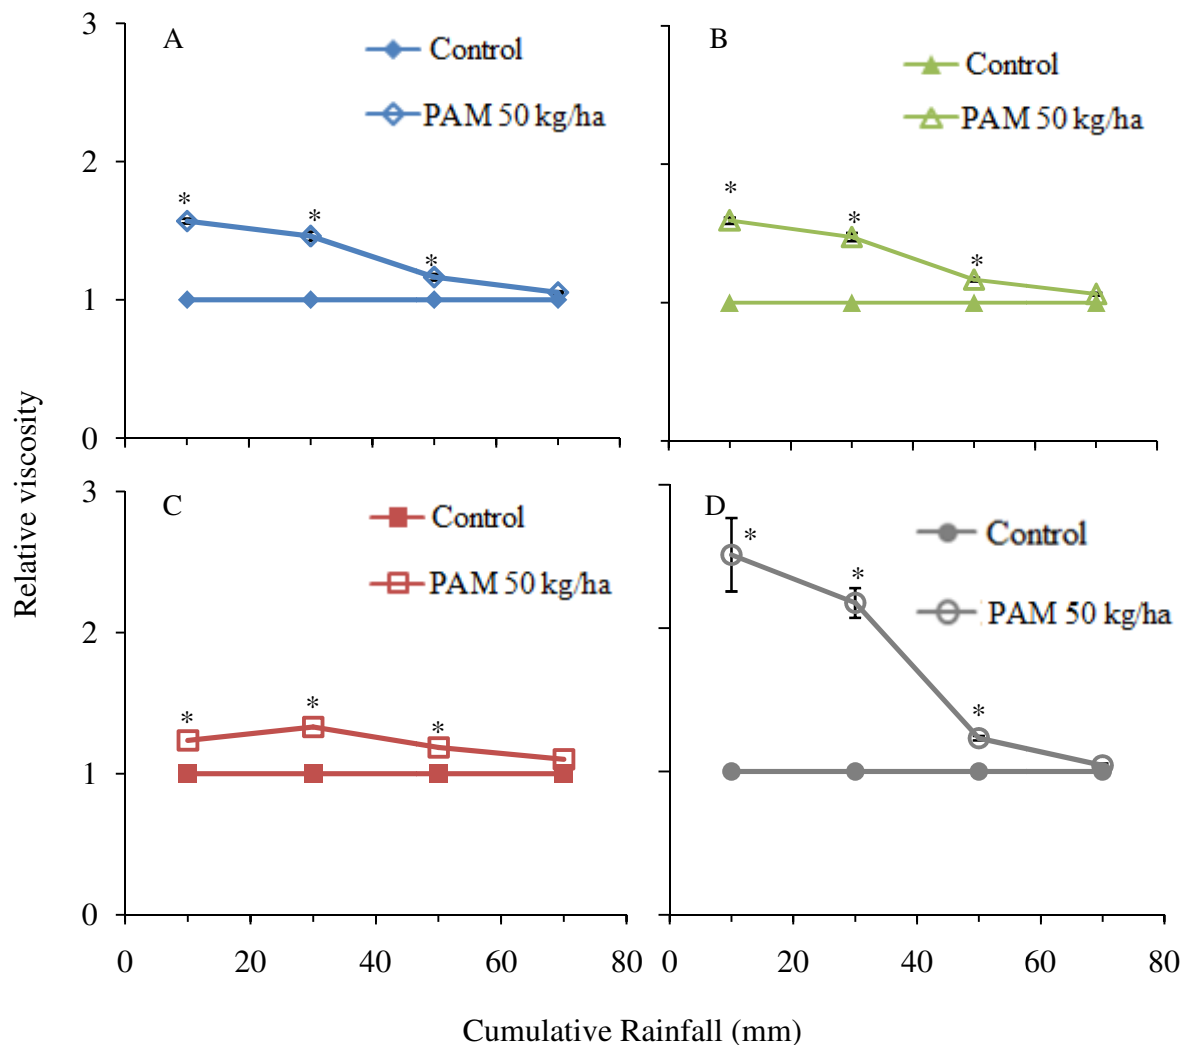 3
A
Control
PAM 50 kg/ha
*
*
*
2
1
0
B
Control
PAM 50 kg/ha
*
*
*
Relative viscosity
3
C
Control
PAM 50 kg/ha
*
*
*
2
1
0
0 20 40 60 80
D
Control
PAM 50 kg/ha
*
*
*
0 20 40 60 80
Cumulative Rainfall (mm)